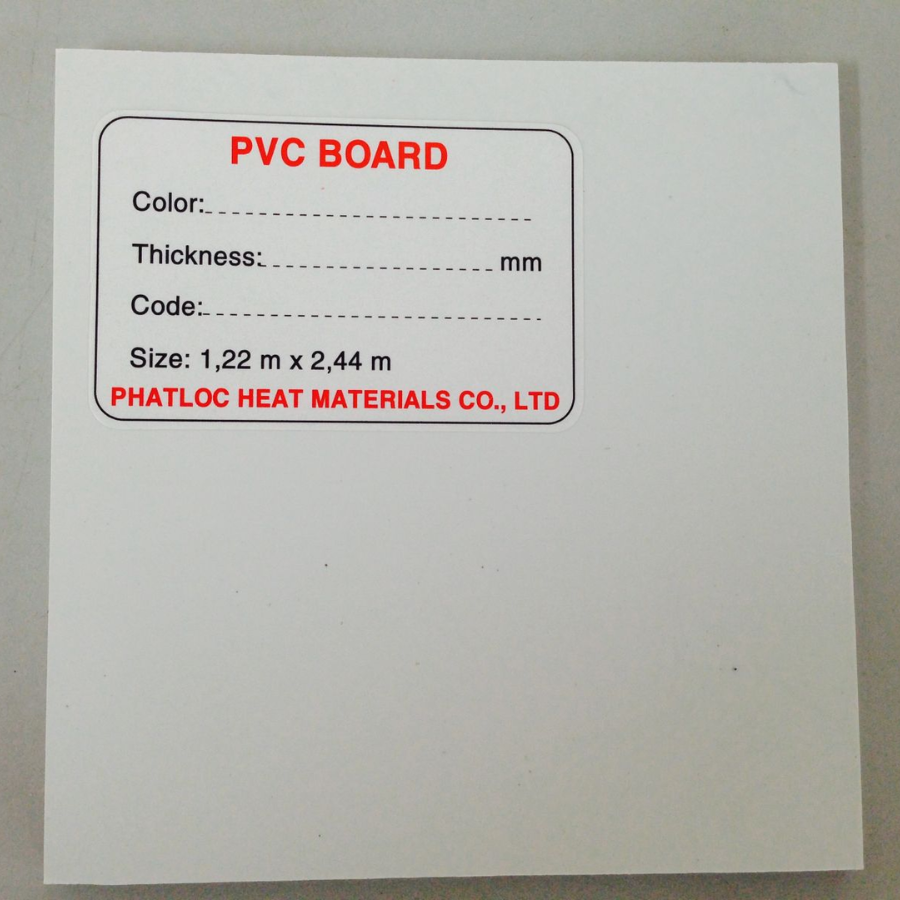 PVC BOARD
Color:
Thickness: mm
Code:
Size: 1,22 m x 2,44 m
PHATLOC HEAT MATERIALS CO., LTD